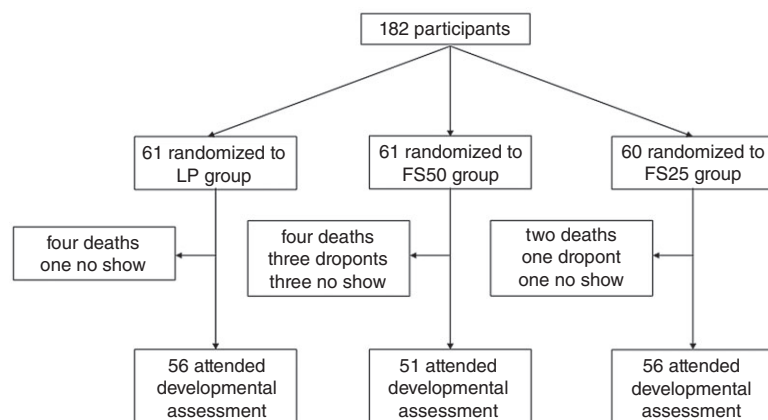 182 participants
61 randomized to
LP group
61 randomized to
FS50 group
60 randomized to
FS25 group
four deaths
one no show
four deaths
three droponts
three no show
two deaths
one dropont
one no show
56 attended
developmental
assessment
51 attended
developmental
assessment
56 attended
developmental
assessment